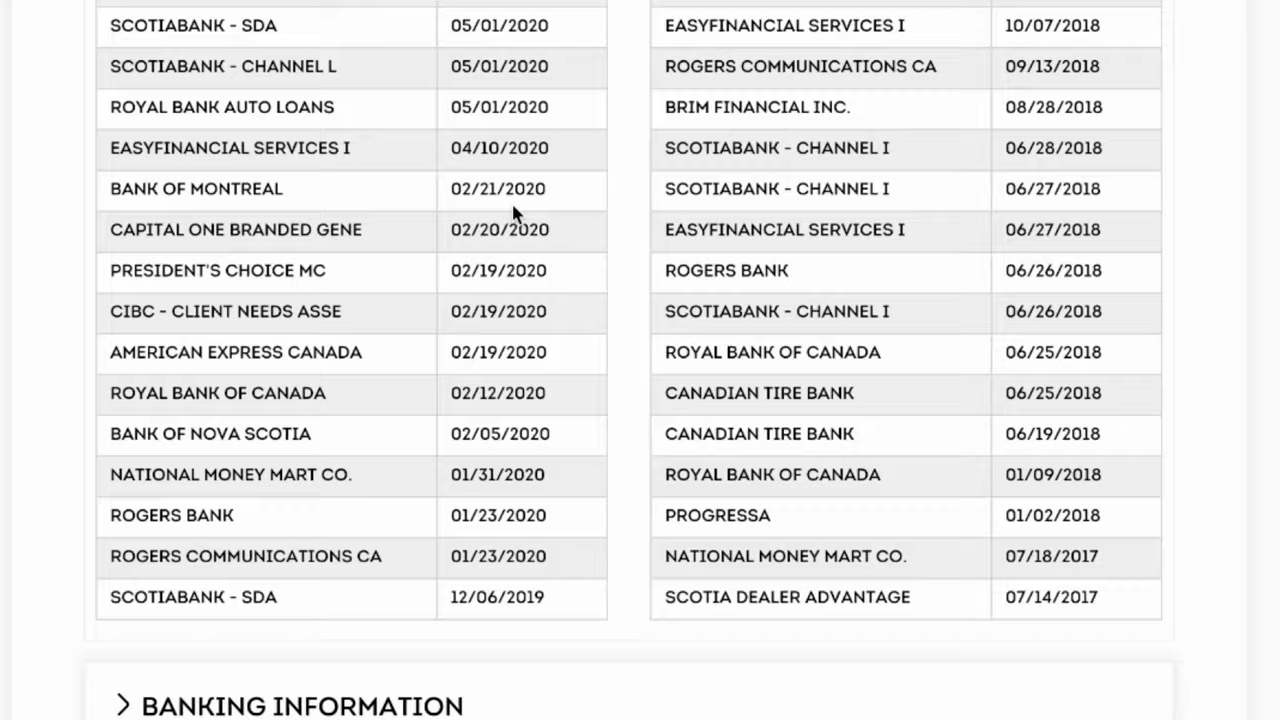 SCOTIABANK - SDA 05/01/2020
SCOTIABANK - CHANNEL L 05/01/2020
ROYAL BANK AUTO LOANS 05/01/2020
EASYFINANCIAL SERVICES I 04/10/2020
BANK OF MONTREAL 02/21/2020
CAPITAL ONE BRANDED GENE 02/20/2020
PRESIDENT'S CHOICE MC 02/19/2020
CIBC - CLIENT NEEDS ASSE 02/19/2020
AMERICAN EXPRESS CANADA 02/19/2020
ROYAL BANK OF CANADA 02/12/2020
BANK OF NOVA SCOTIA 02/05/2020
NATIONAL MONEY MART CO. 01/31/2020
ROGERS BANK 01/23/2020
ROGERS COMMUNICATIONS CA 01/23/2020
SCOTIABANK - SDA 12/06/2019
EASYFINANCIAL SERVICES I 10/07/2018
ROGERS COMMUNICATIONS CA 09/13/2018
BRIM FINANCIAL INC. 08/28/2018
SCOTIABANK - CHANNEL I 06/28/2018
SCOTIABANK - CHANNEL I 06/27/2018
EASYFINANCIAL SERVICES I 06/27/2018
ROGERS BANK 06/26/2018
SCOTIABANK - CHANNEL I 06/26/2018
ROYAL BANK OF CANADA 06/25/2018
CANADIAN TIRE BANK 06/25/2018
CANADIAN TIRE BANK 06/19/2018
ROYAL BANK OF CANADA 01/09/2018
PROGRESSA 01/02/2018
NATIONAL MONEY MART CO. 07/18/2017
SCOTIA DEALER ADVANTAGE 07/14/2017
BANKING INFORMATION